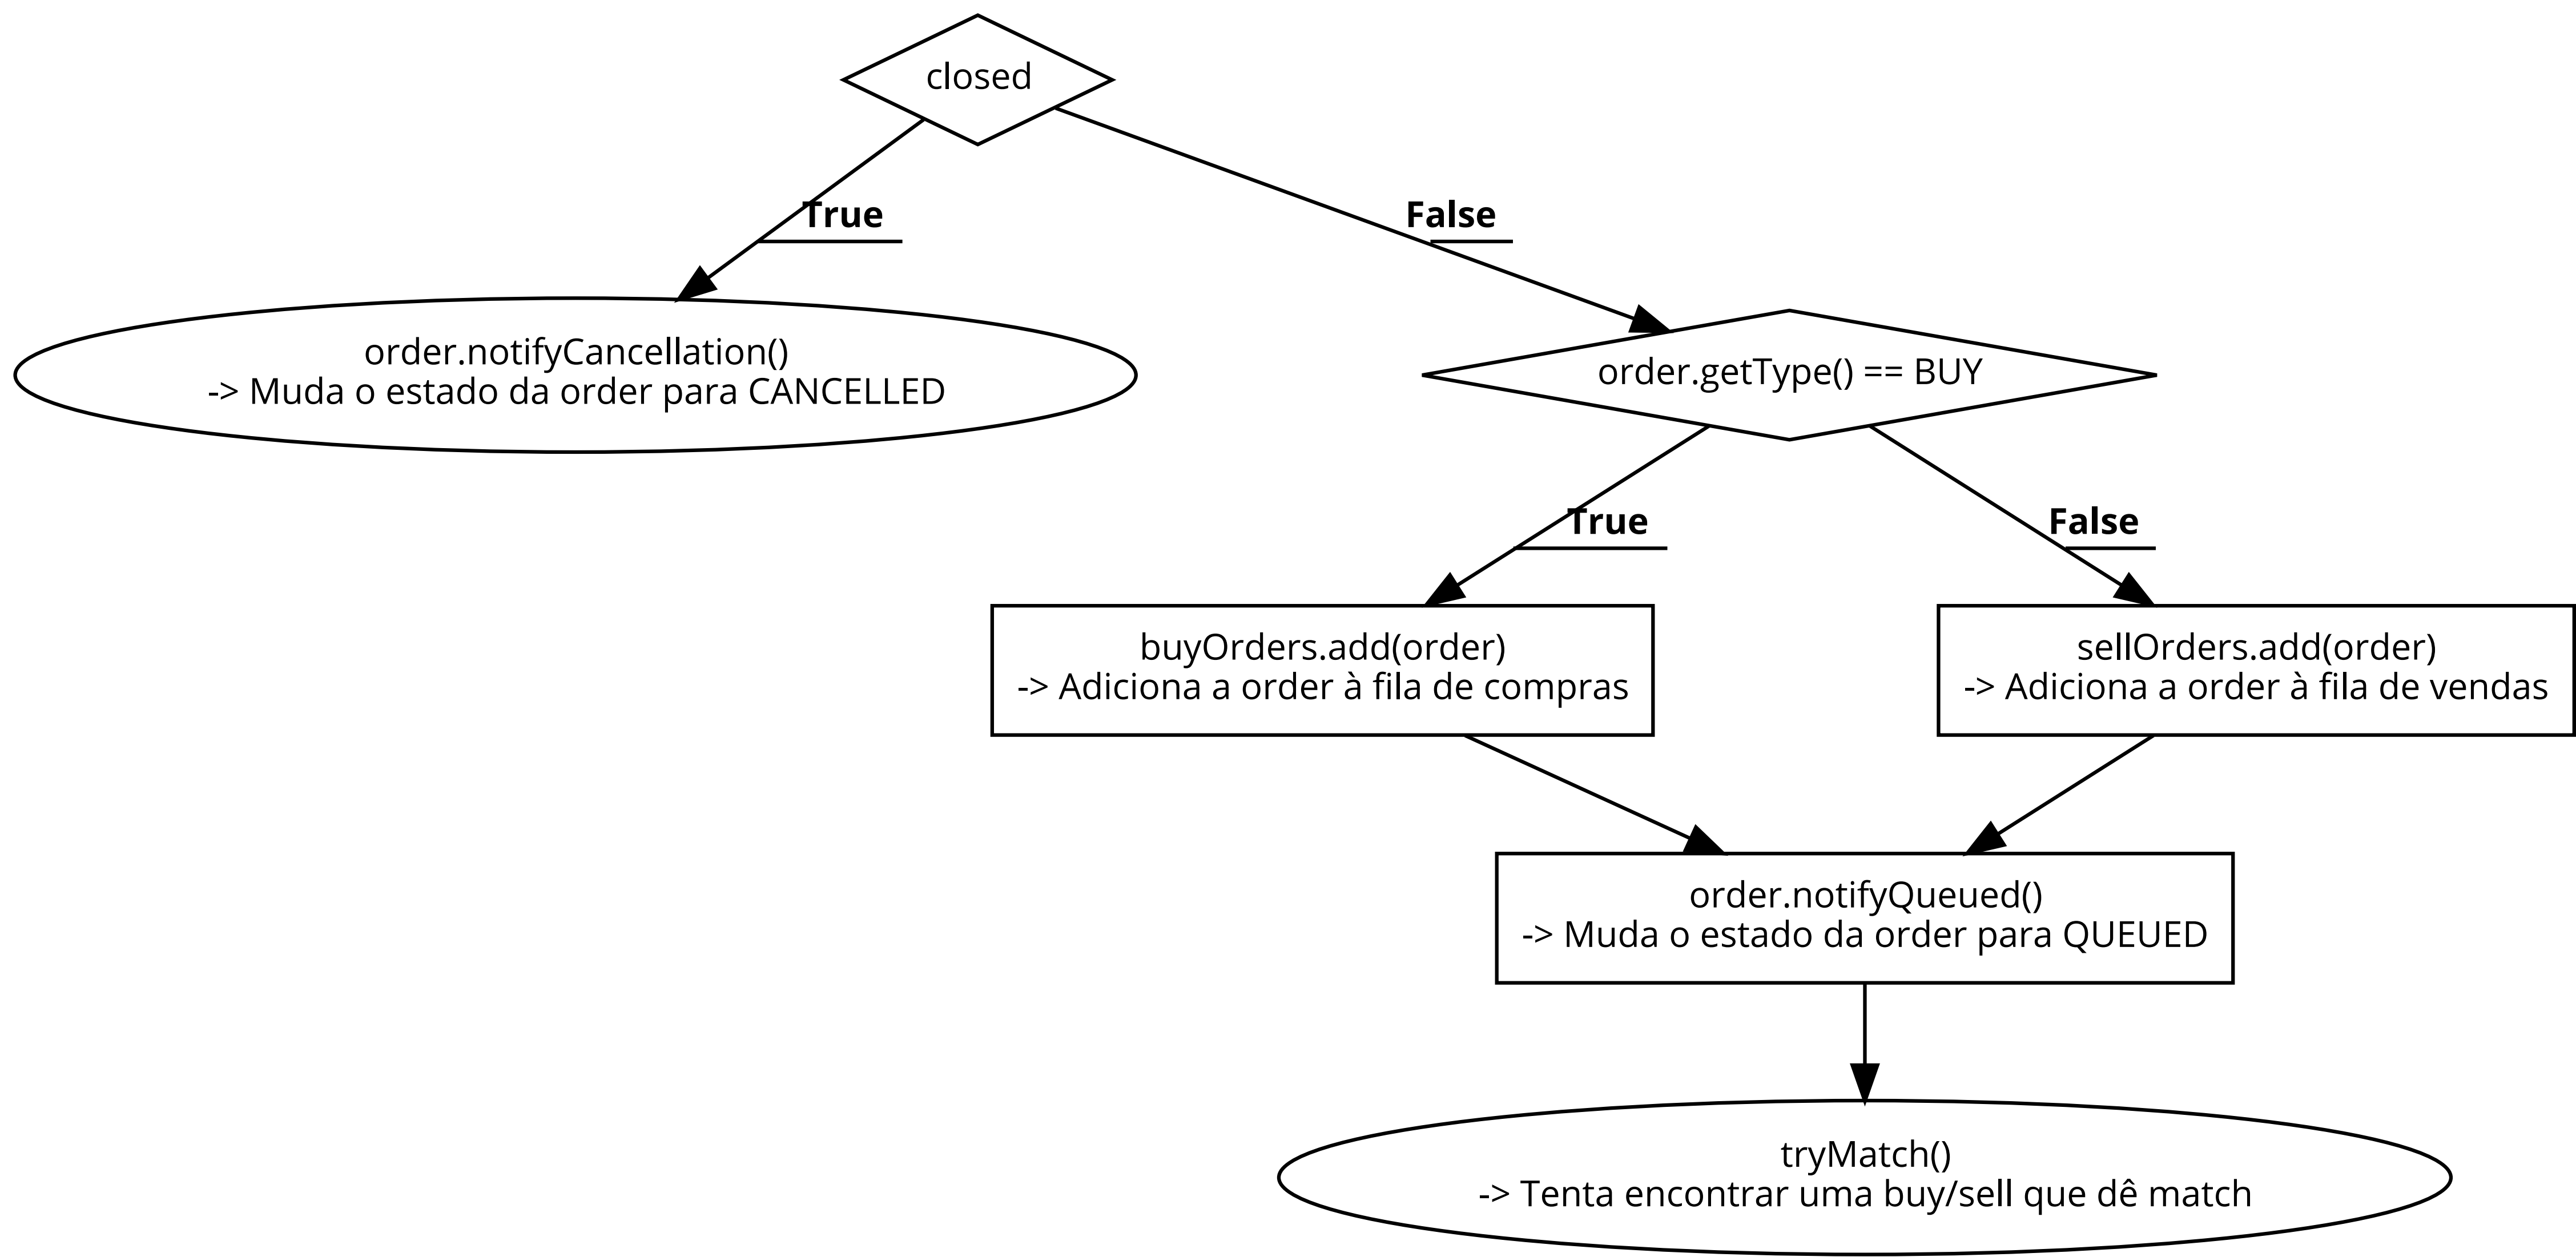 closed
True
False
order.notifyCancellation()
-> Muda o estado da order para CANCELLED
order.getType() == BUY
True
False
buyOrders.add(order)
-> Adiciona a order à fila de compras
sellOrders.add(order)
-> Adiciona a order à fila de vendas
order.notifyQueued()
-> Muda o estado da order para QUEUED
tryMatch()
-> Tenta encontrar uma buy/sell que dê match